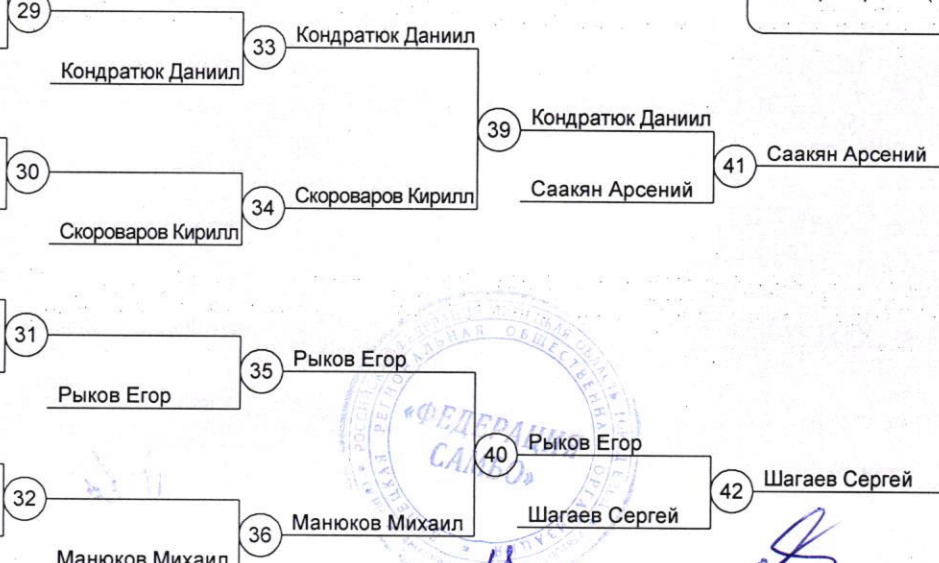 29
33
Кондратюк Даниил
Кондратюк Даниил
39
Кондратюк Даниил
41
Саакян Арсений
30
34
Скороваров Кирилл
Саакян Арсений
Скороваров Кирилл
31
35
Рыков Егор
Рыков Егор
«ФЕДЕРАЦИЯ
САМБО»
40
Рыков Егор
42
Шагаев Сергей
32
36
Манюков Михаил
Шагаев Сергей
Манюков Михаил